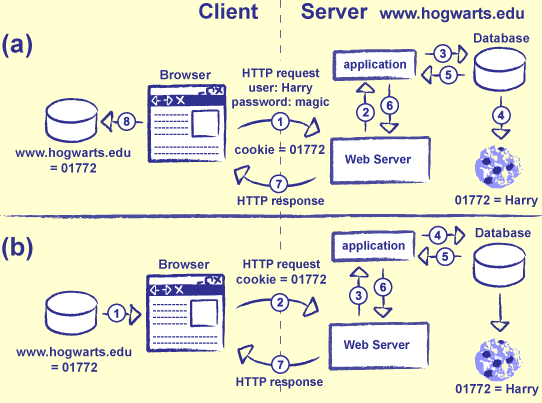 Client Server www.hogwarts.edu
(a)
Database
Browser
HTTP request
user: Harry
password: magic
application
3
5
8
1
2
6
4
www.hogwarts.edu
= 01772
cookie = 01772
Web Server
7
HTTP response
01772 = Harry
(b)
Database
Browser
HTTP request
cookie = 01772
application
4
5
1
2
3
6
www.hogwarts.edu
= 01772
Web Server
7
HTTP response
01772 = Harry